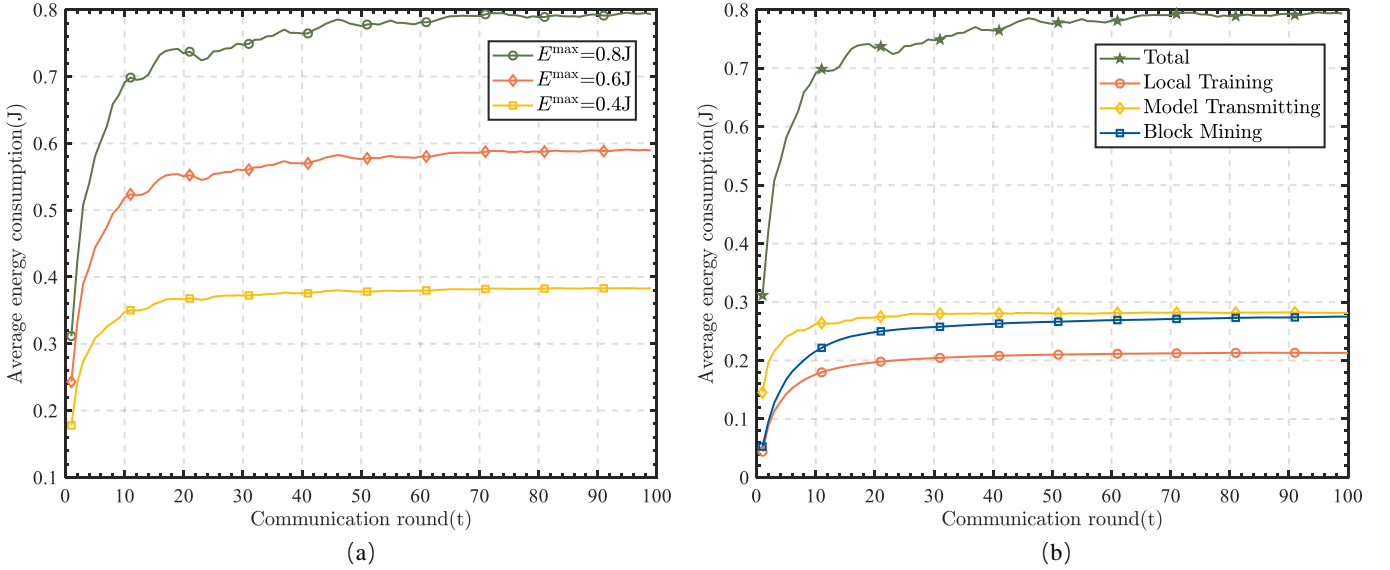 0.8
0.7
0.6
0.5
0.4
0.3
0.2
0.1
Average energy consumption(J)
E^max=0.8J
E^max=0.6J
E^max=0.4J
0 10 20 30 40 50 60 70 80 90 100
Communication round(t)
(a)
0.8
0.7
0.6
0.5
0.4
0.3
0.2
0.1
0
Average energy consumption(J)
Total
Local Training
Model Transmitting
Block Mining
0 10 20 30 40 50 60 70 80 90 100
Communication round(t)
(b)